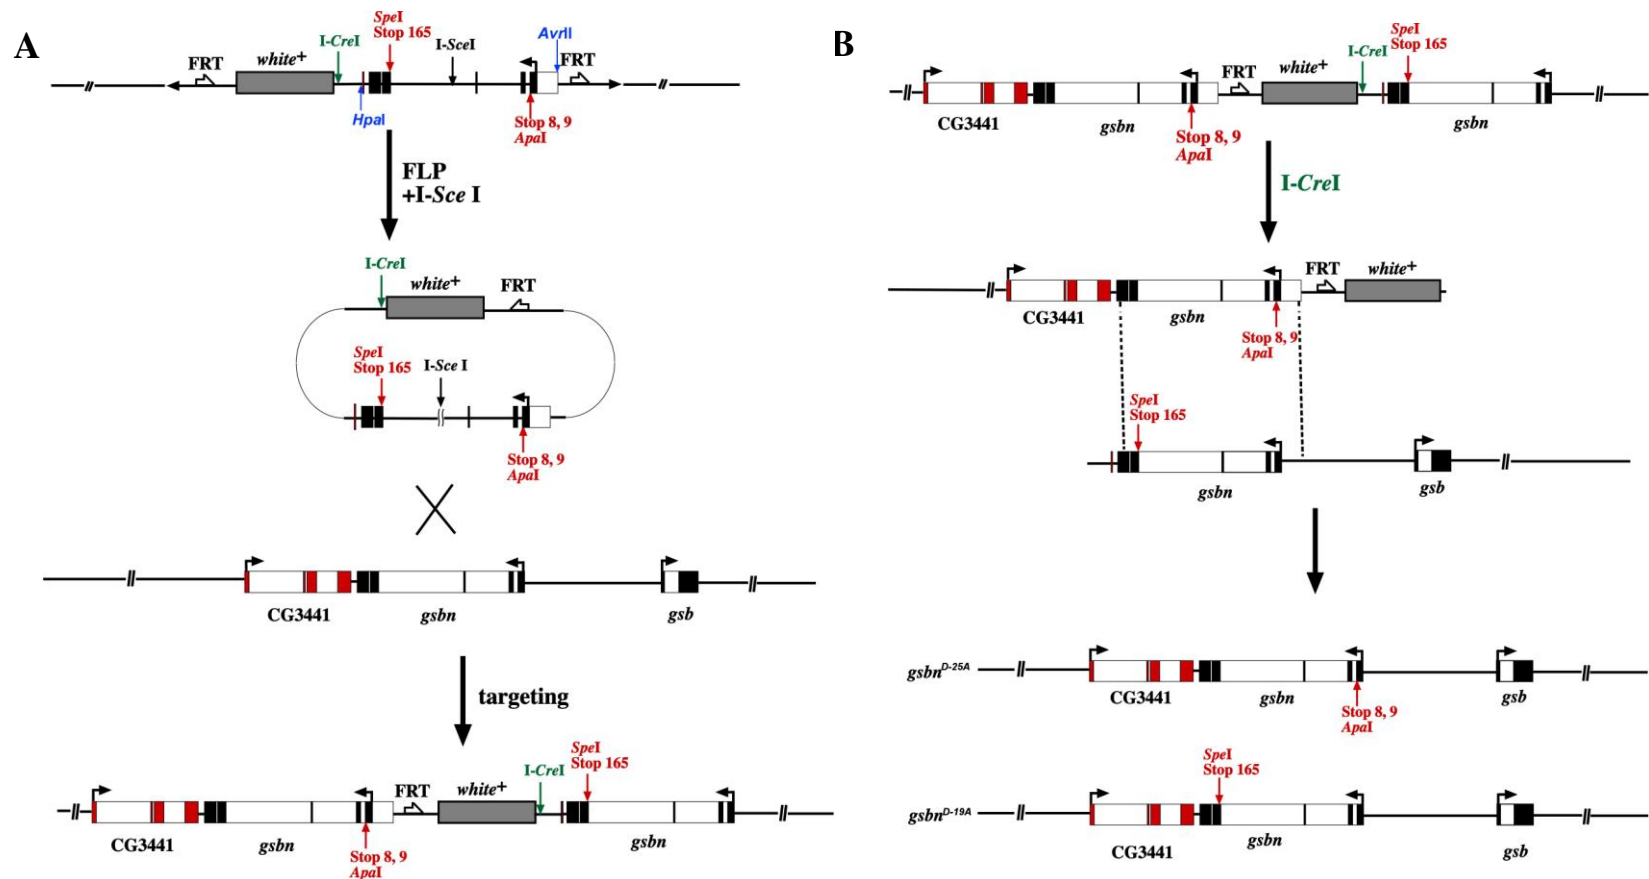 A
FRT
white+
I-CreI
SpeI
Stop 165
I-SceI
AvrII
FRT
HpaI
Stop 8, 9
ApaI
FLP
+I-Sce I
I-CreI
white+
FRT
SpeI
Stop 165
I-Sce I
Stop 8, 9
ApaI
CG3441
gsbn
gsb
targeting
CG3441
gsbn
Stop 8, 9
ApaI
FRT
white+
I-CreI
SpeI
Stop 165
gsbn
B
CG3441
gsbn
Stop 8, 9
ApaI
FRT
white+
I-CreI
SpeI
Stop 165
gsbn
I-CreI
CG3441
gsbn
Stop 8, 9
ApaI
FRT
white+
SpeI
Stop 165
gsbn
gsb
gsbnD-25A
CG3441
gsbn
Stop 8, 9
ApaI
gsb
gsbnD-19A
SpeI
Stop 165
CG3441
gsbn
gsb